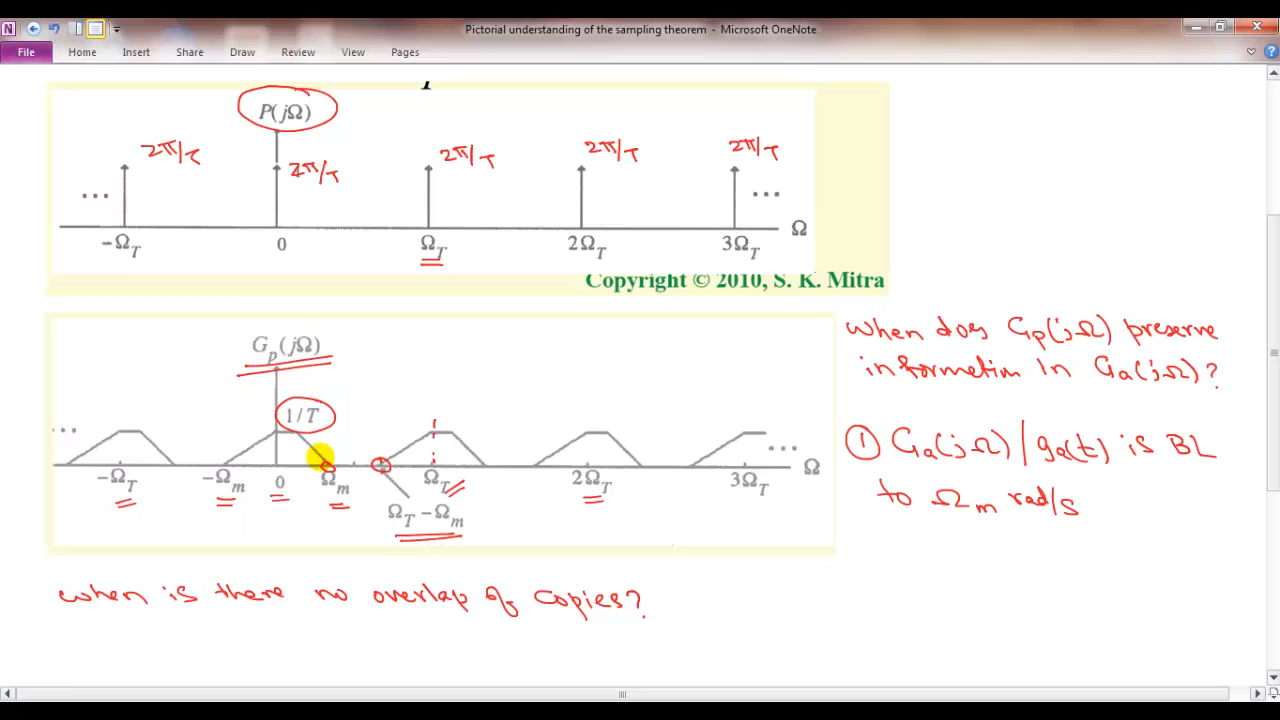 Pictorial understanding of the sampling theorem - Microsoft OneNote
File Home Insert Share Draw Review View Pages
P(jΩ)
2π/T 2π/T 2π/T 2π/T 2π/T
... ...
-Ω_T 0 Ω_T 2Ω_T 3Ω_T Ω
Copyright © 2010, S. K. Mitra
G_p(jΩ)
1/T
... ...
-Ω_T -Ω_m 0 Ω_m Ω_T 2Ω_T 3Ω_T Ω
Ω_T - Ω_m
when does Gp(jΩ) preserve
information in Ga(jΩ)?
① Ga(jΩ)/ga(t) is BL
to Ωm rad/s
when is there no overlap of copies?